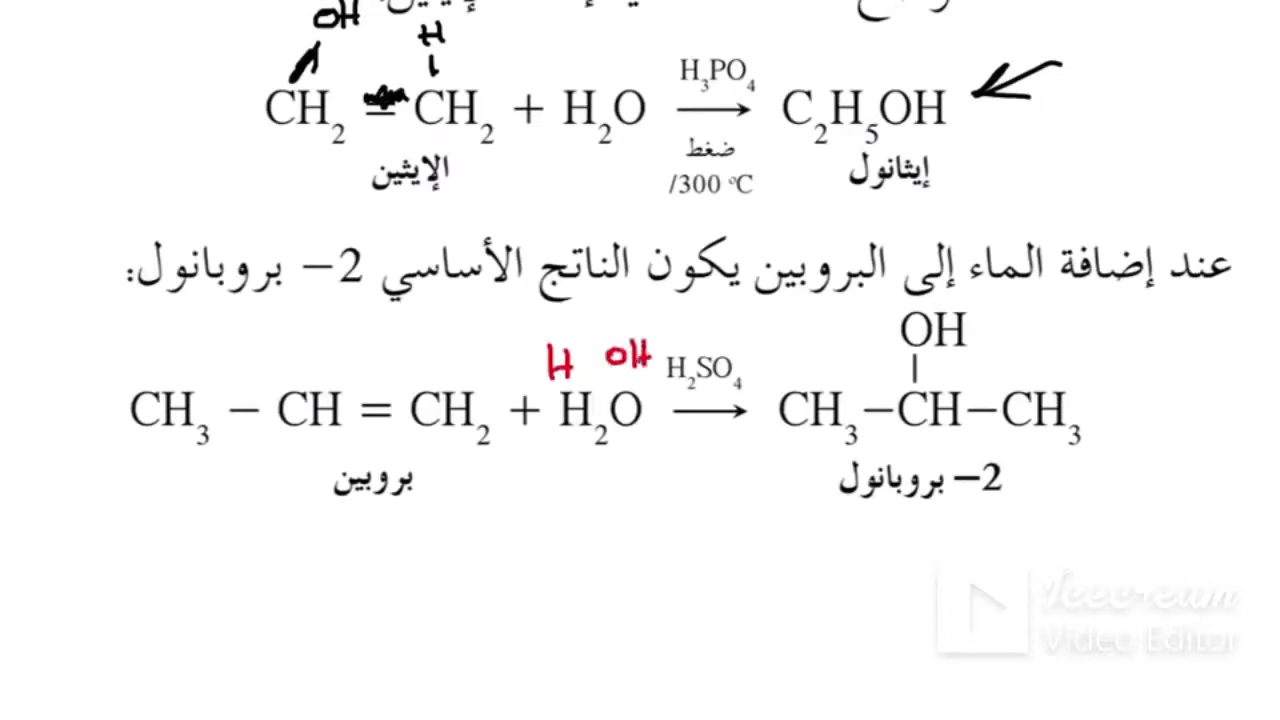 OH
H
H₃PO₄
CH₂ = CH₂ + H₂O ⟶ C₂H₅OH
ضغط
/300 °C
الإيثين إيثانول
عند إضافة الماء إلى البروبين يكون الناتج الأساسي 2– بروبانول:
OH
H OH H₂SO₄
CH₃ – CH = CH₂ + H₂O ⟶ CH₃–CH–CH₃
بروبين 2– بروبانول
Video Editor